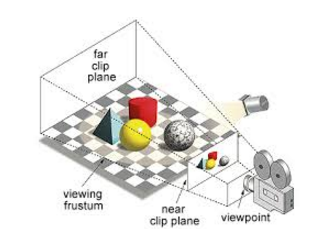 far
clip
plane
viewing
frustum
near
clip plane
viewpoint